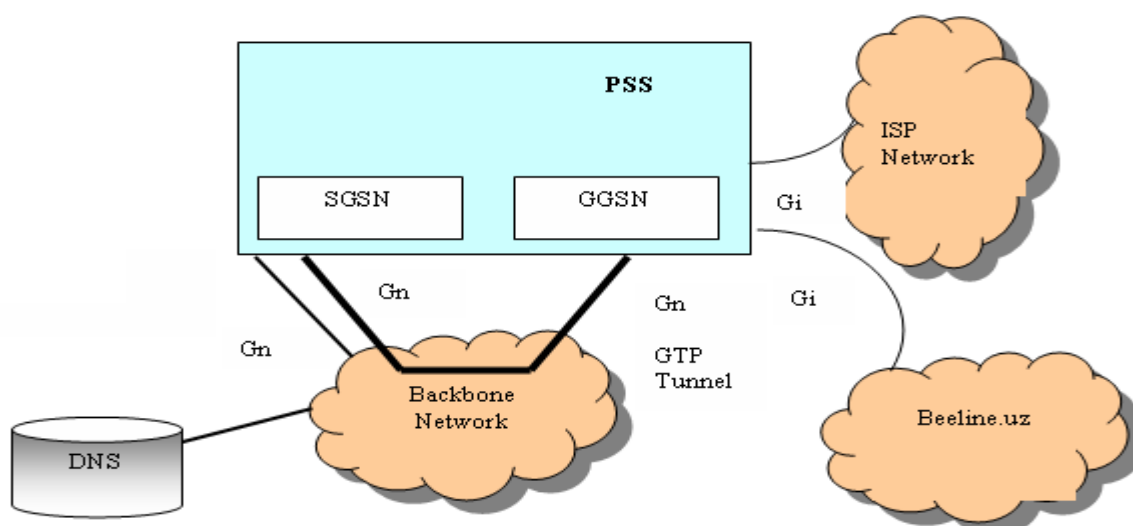 PSS
ISP
Network
SGSN
GGSN
Gi
Gn
Gn
Gi
Gn
GTP
Tunnel
Backbone
Network
Beeline.uz
DNS